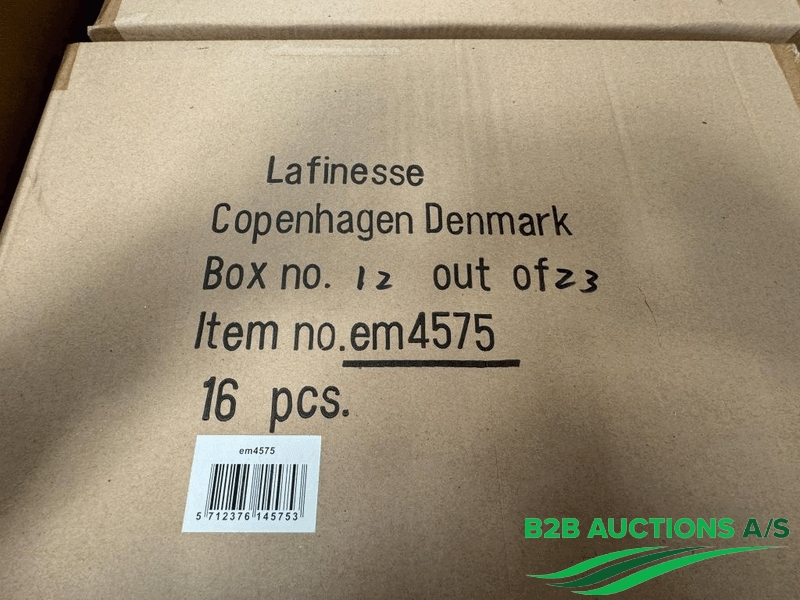 Lafinesse
Copenhagen Denmark
Box no. 12 out of 23
Item no.em4575
16 pcs.
em4575
5 712376 145753
B2B AUCTIONS A/S